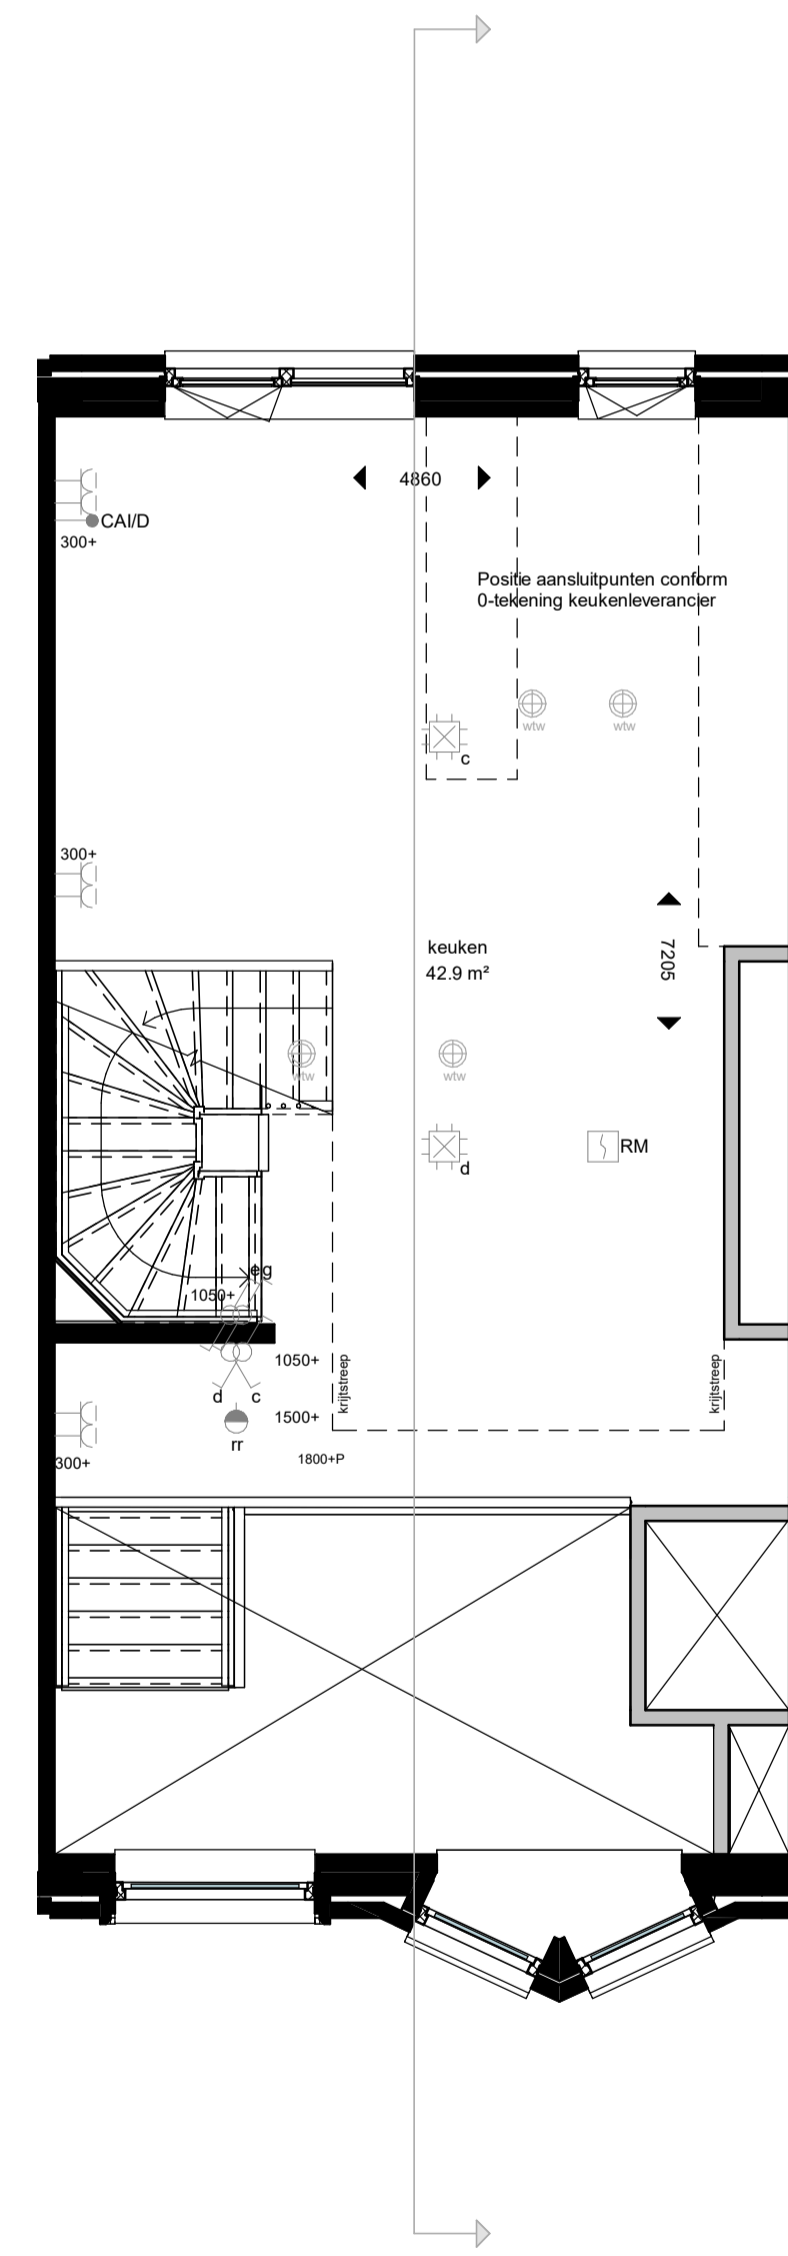 4860
CAI/D
300+
Positie aansluitpunten conform
0-tekening keukenleverancier
wtw
wtw
c
300+
keuken
42.9 m²
7205
wtw
wtw
d
RM
eg
1050+
1050+
d
c
krijtstreep
krijtstreep
1500+
rr
300+
1800+P